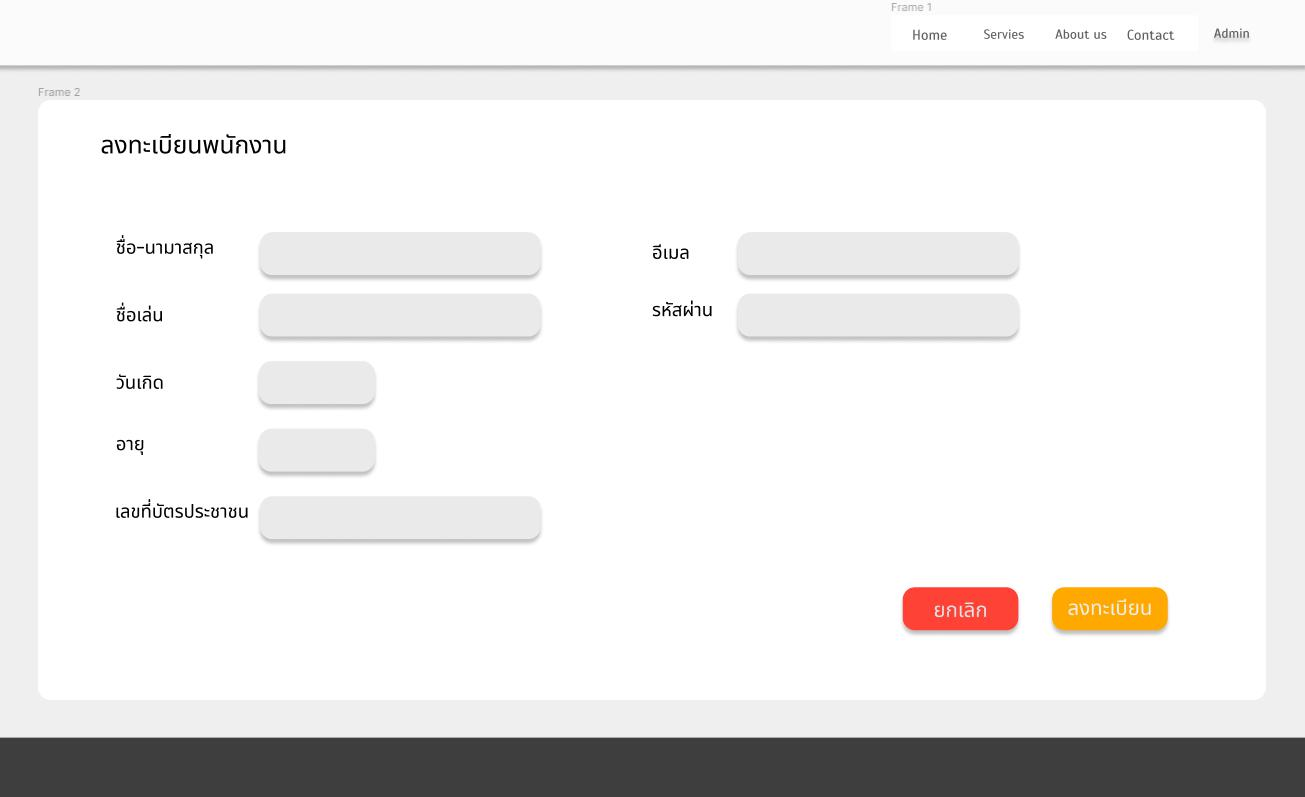 Frame 1
Home Servies About us Contact Admin
Frame 2
ลงทะเบียนพนักงาน
ชื่อ-นามาสกุล
อีเมล
ชื่อเล่น
รหัสผ่าน
วันเกิด
อายุ
เลขที่บัตรประชาชน
ยกเลิก
ลงทะเบียน